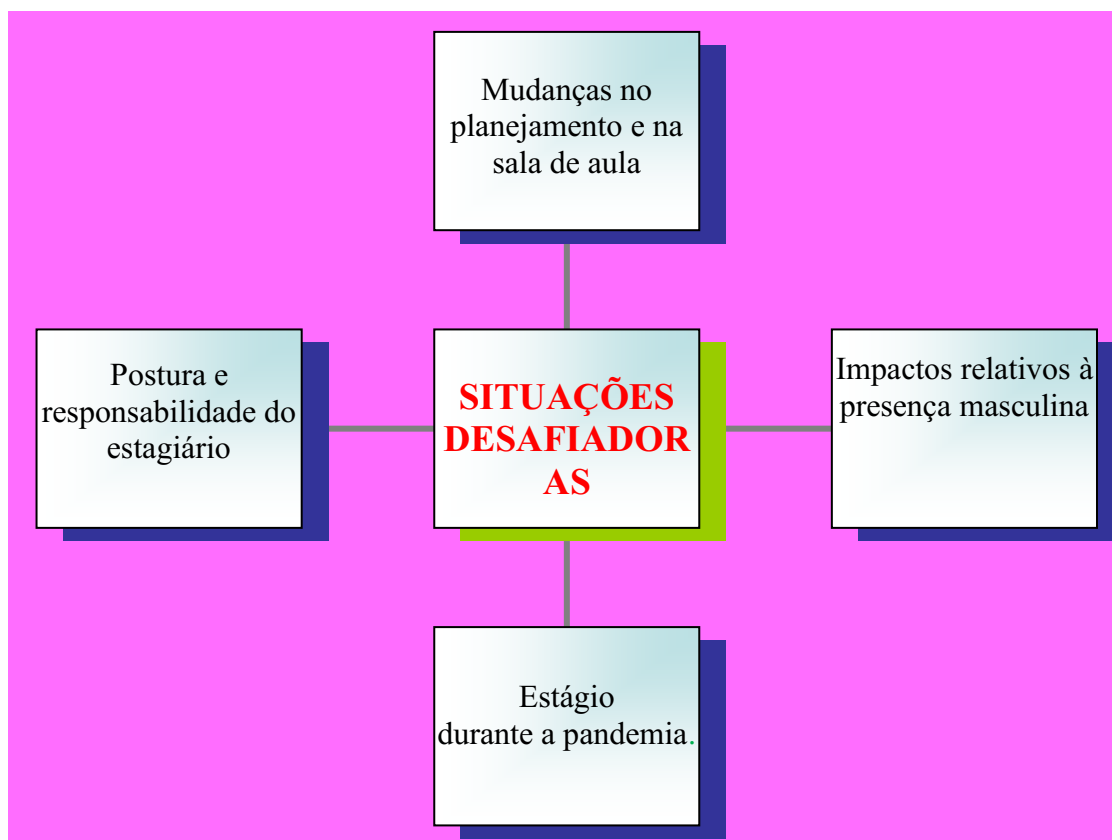 Mudanças no
planejamento e na
sala de aula
Postura e
responsabilidade do
estagiário
SITUAÇÕES
DESAFIADOR
AS
Impactos relativos à
presença masculina
Estágio
durante a pandemia.